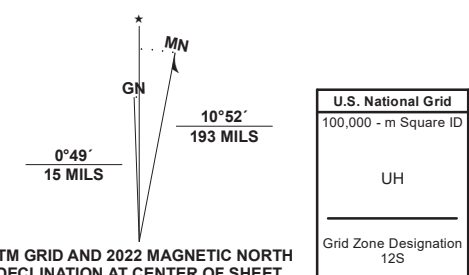 MN
GN
10°52´
193 MILS
0°49´
15 MILS
TM GRID AND 2022 MAGNETIC NORTH
DECLINATION AT CENTER OF SHEET
U.S. National Grid
100,000 - m Square ID
UH
Grid Zone Designation
12S